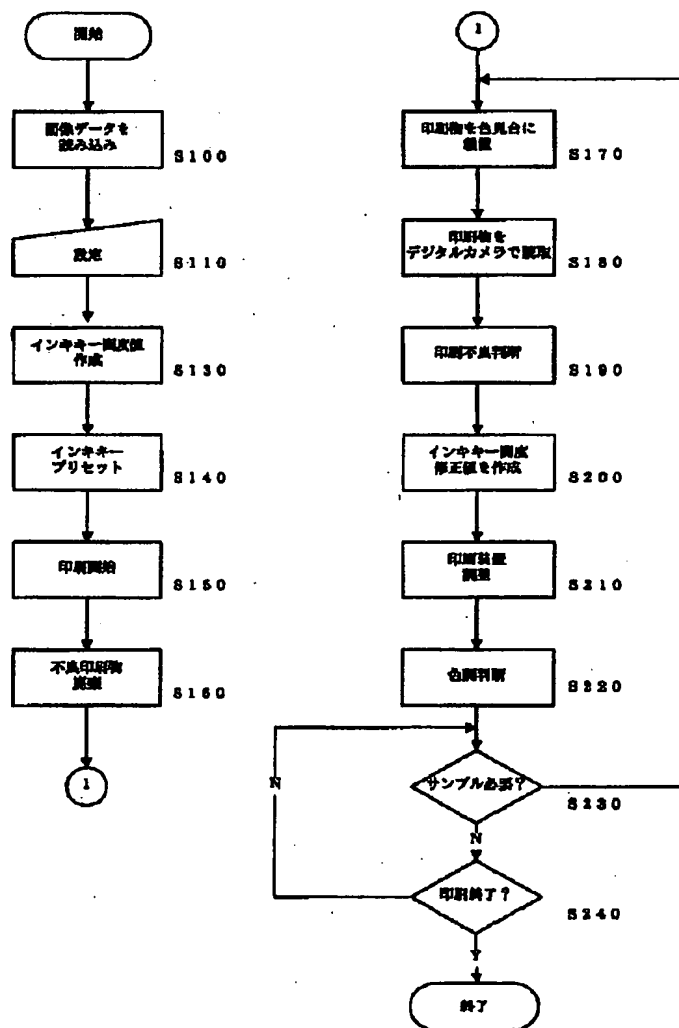 開始
画像データを
読み込み
S100
設定
S110
インキキー開度値
作成
S130
インキキー
プリセット
S140
印刷開始
S150
不良印刷物
廃棄
S160
1
1
印刷物を色見台に
載置
S170
印刷物を
デジタルカメラで読取
S180
印刷不良判断
S190
インキキー開度
修正値を作成
S200
印刷装置
調整
S210
色調判断
S220
サンプル必要?
S230
N
N
印刷終了?
S240
Y
終了